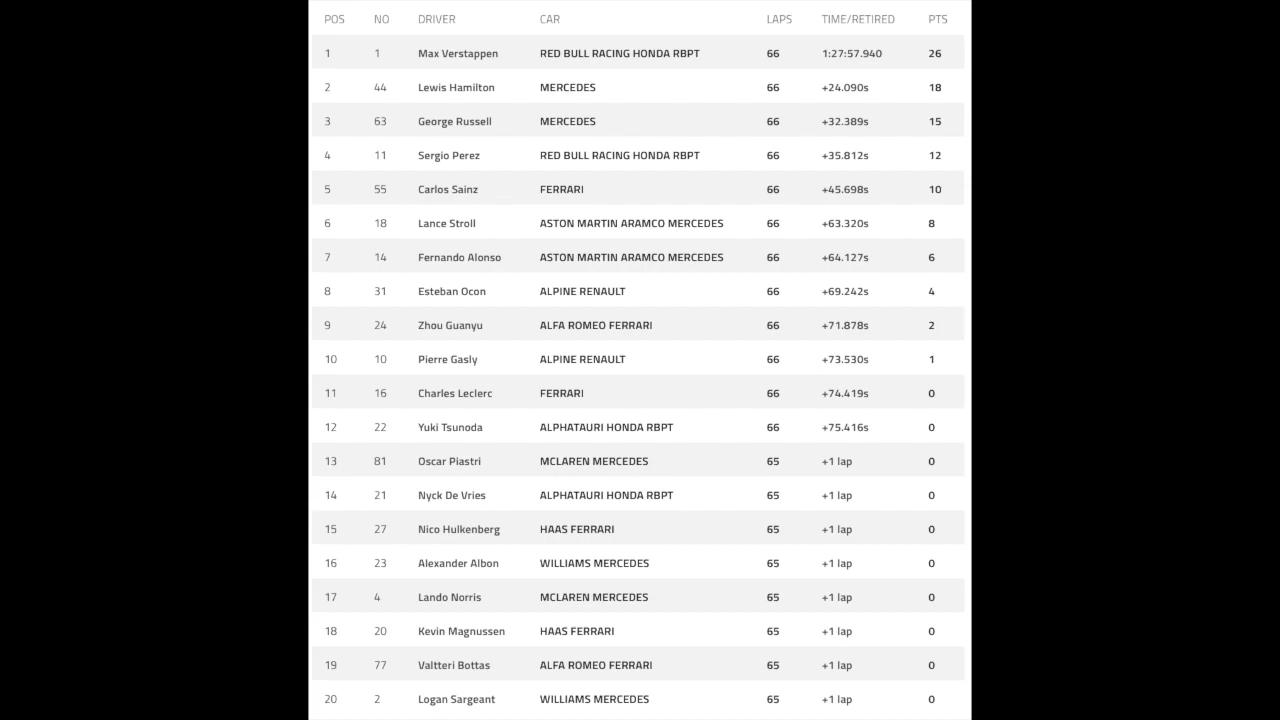 POS NO DRIVER CAR LAPS TIME/RETIRED PTS
1 1 Max Verstappen RED BULL RACING HONDA RBPT 66 1:27:57.940 26
2 44 Lewis Hamilton MERCEDES 66 +24.090s 18
3 63 George Russell MERCEDES 66 +32.389s 15
4 11 Sergio Perez RED BULL RACING HONDA RBPT 66 +35.812s 12
5 55 Carlos Sainz FERRARI 66 +45.698s 10
6 18 Lance Stroll ASTON MARTIN ARAMCO MERCEDES 66 +63.320s 8
7 14 Fernando Alonso ASTON MARTIN ARAMCO MERCEDES 66 +64.127s 6
8 31 Esteban Ocon ALPINE RENAULT 66 +69.242s 4
9 24 Zhou Guanyu ALFA ROMEO FERRARI 66 +71.878s 2
10 10 Pierre Gasly ALPINE RENAULT 66 +73.530s 1
11 16 Charles Leclerc FERRARI 66 +74.419s 0
12 22 Yuki Tsunoda ALPHATAURI HONDA RBPT 66 +75.416s 0
13 81 Oscar Piastri MCLAREN MERCEDES 65 +1 lap 0
14 21 Nyck De Vries ALPHATAURI HONDA RBPT 65 +1 lap 0
15 27 Nico Hulkenberg HAAS FERRARI 65 +1 lap 0
16 23 Alexander Albon WILLIAMS MERCEDES 65 +1 lap 0
17 4 Lando Norris MCLAREN MERCEDES 65 +1 lap 0
18 20 Kevin Magnussen HAAS FERRARI 65 +1 lap 0
19 77 Valtteri Bottas ALFA ROMEO FERRARI 65 +1 lap 0
20 2 Logan Sargeant WILLIAMS MERCEDES 65 +1 lap 0